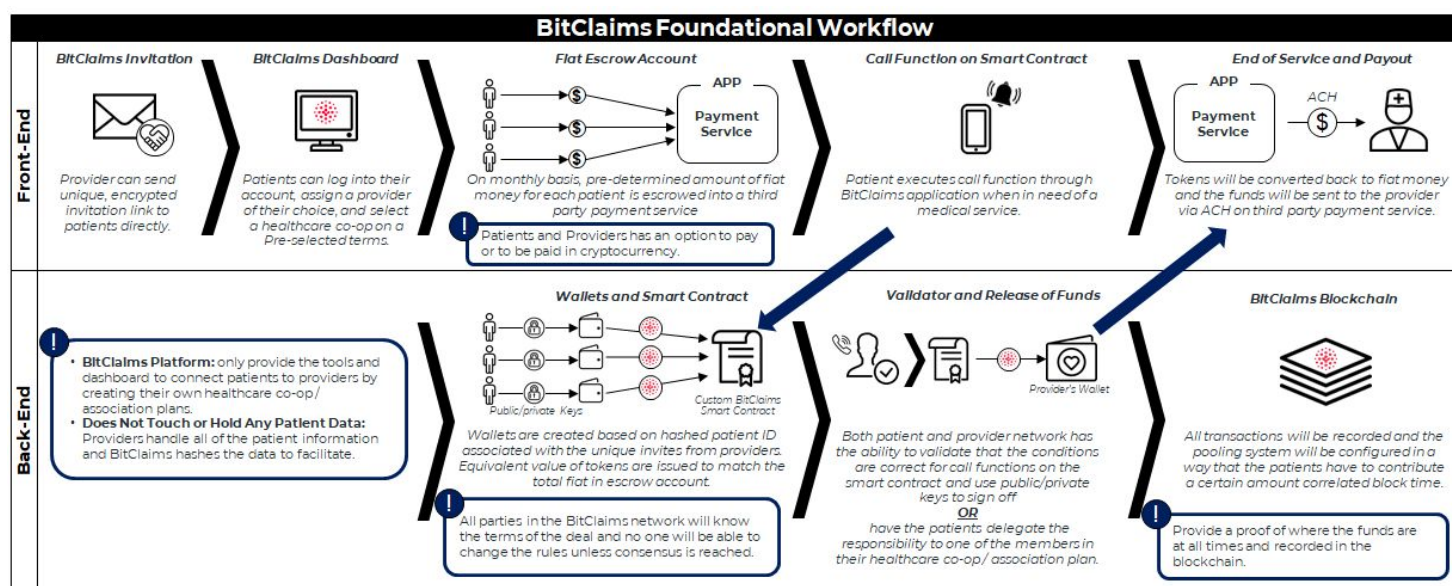 BitClaims Foundational Workflow
Front-End
BitClaims Invitation
Provider can send
unique, encrypted
invitation link to
patients directly.
BitClaims Dashboard
Patients can log into their
account, assign a provider
of their choice, and select
a healthcare co-op on a
Pre-selected terms.
Fiat Escrow Account
$
$
$
APP
Payment
Service
On monthly basis, pre-determined amount of fiat
money for each patient is escrowed into a third
party payment service
!
Patients and Providers has an option to pay
or to be paid in cryptocurrency.
Call Function on Smart Contract
Patient executes call function through
BitClaims application when in need of a
medical service.
End of Service and Payout
APP
Payment
Service
ACH
$
Tokens will be converted back to fiat money
and the funds will be sent to the provider
via ACH on third party payment service.
Back-End
!
• BitClaims Platform: only provide the tools and
dashboard to connect patients to providers by
creating their own healthcare co-op/
association plans.
• Does Not Touch or Hold Any Patient Data:
Providers handle all of the patient information
and BitClaims hashes the data to facilitate.
Wallets and Smart Contract
Public/private Keys
Custom BitClaims
Smart Contract
Wallets are created based on hashed patient ID
associated with the unique invites from providers.
Equivalent value of tokens are issued to match the
total fiat in escrow account.
!
All parties in the BitClaims network will know
the terms of the deal and no one will be able to
change the rules unless consensus is reached.
Validator and Release of Funds
Provider's Wallet
Both patient and provider network has
the ability to validate that the conditions
are correct for call functions on the
smart contract and use public/private
keys to sign off
OR
have the patients delegate the
responsibility to one of the members in
their healthcare co-op/ association plan.
BitClaims Blockchain
All transactions will be recorded and the
pooling system will be configured in a
way that the patients have to contribute
a certain amount correlated block time.
!
Provide a proof of where the funds are
at all times and recorded in the
blockchain.